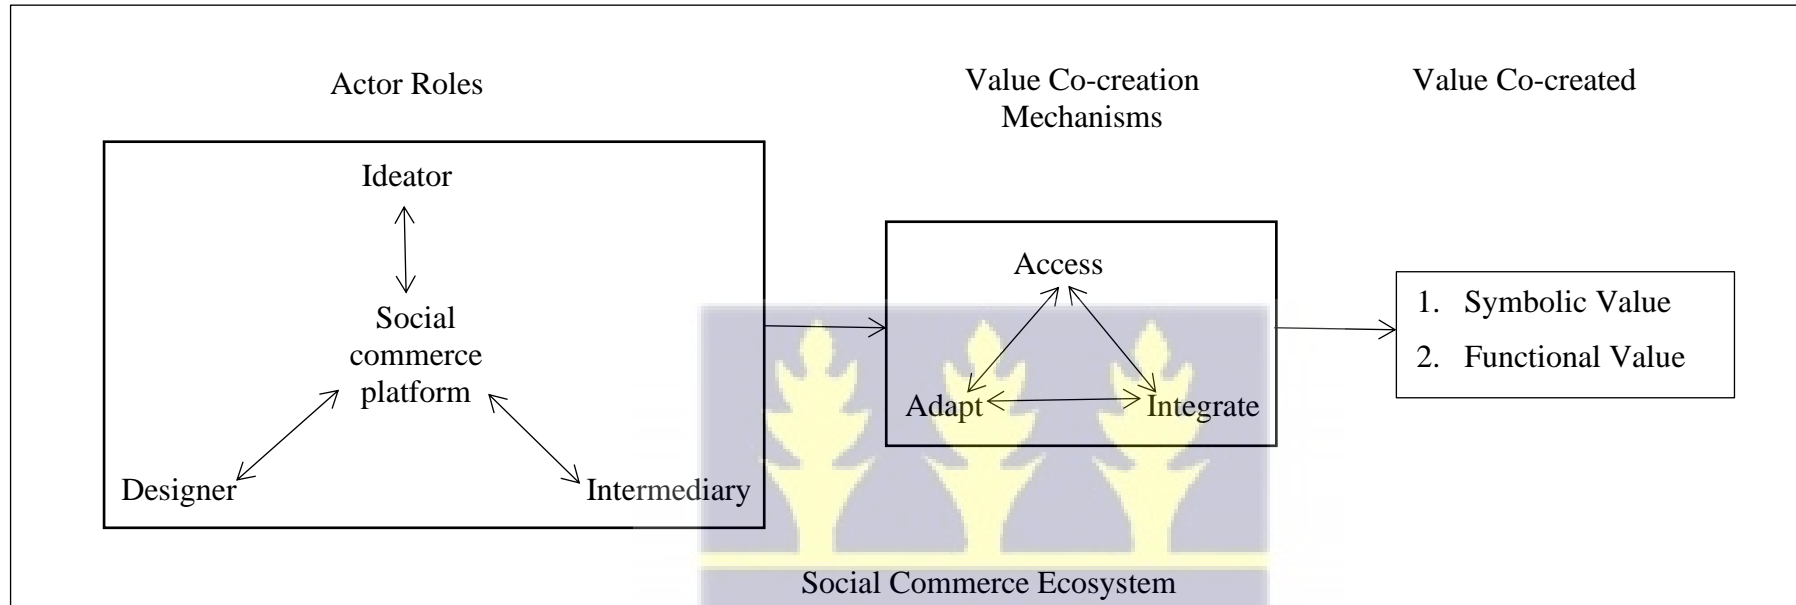 Actor Roles
Value Co-creation
Mechanisms
Value Co-created
Ideator
Social
commerce
platform
Designer
Intermediary
Access
Adapt
Integrate
1. Symbolic Value
2. Functional Value
Social Commerce Ecosystem